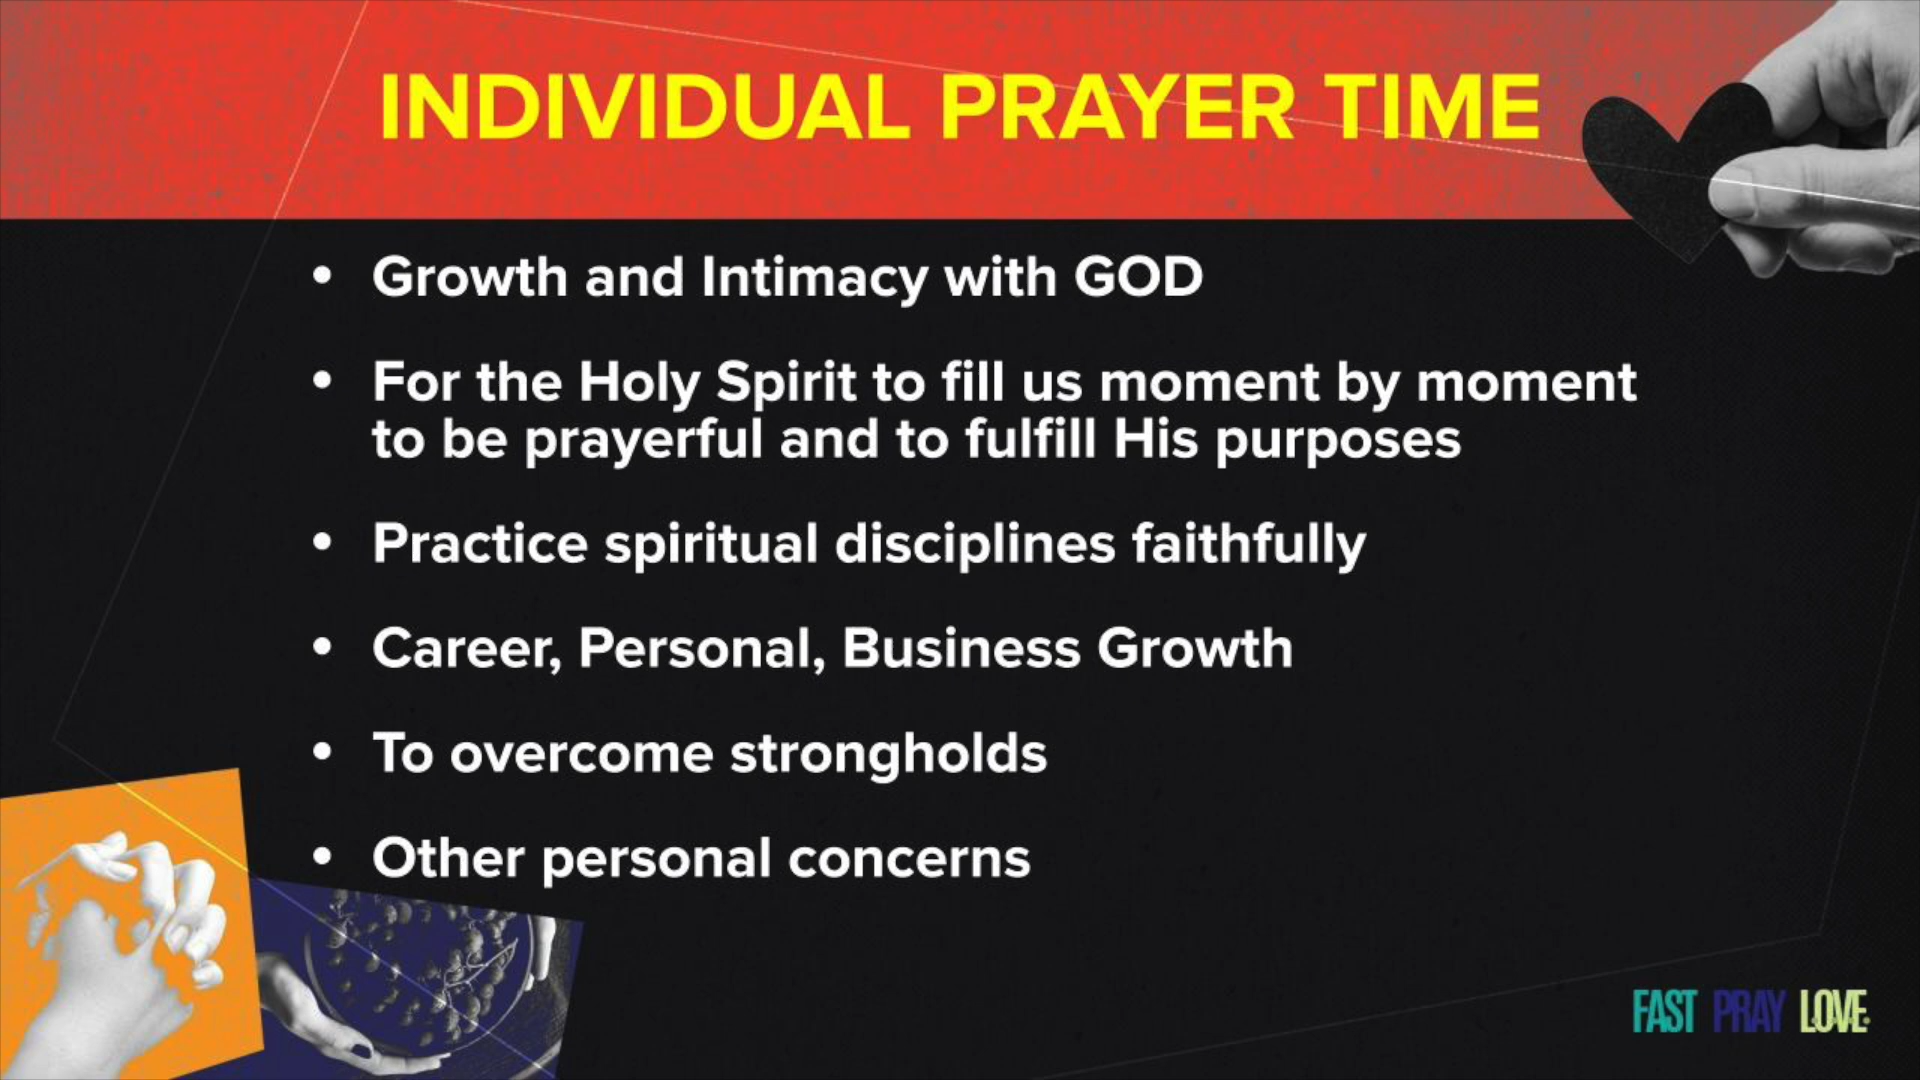 INDIVIDUAL PRAYER TIME
• Growth and Intimacy with GOD
• For the Holy Spirit to fill us moment by moment
to be prayerful and to fulfill His purposes
• Practice spiritual disciplines faithfully
• Career, Personal, Business Growth
• To overcome strongholds
• Other personal concerns
FAST PRAY LOVE